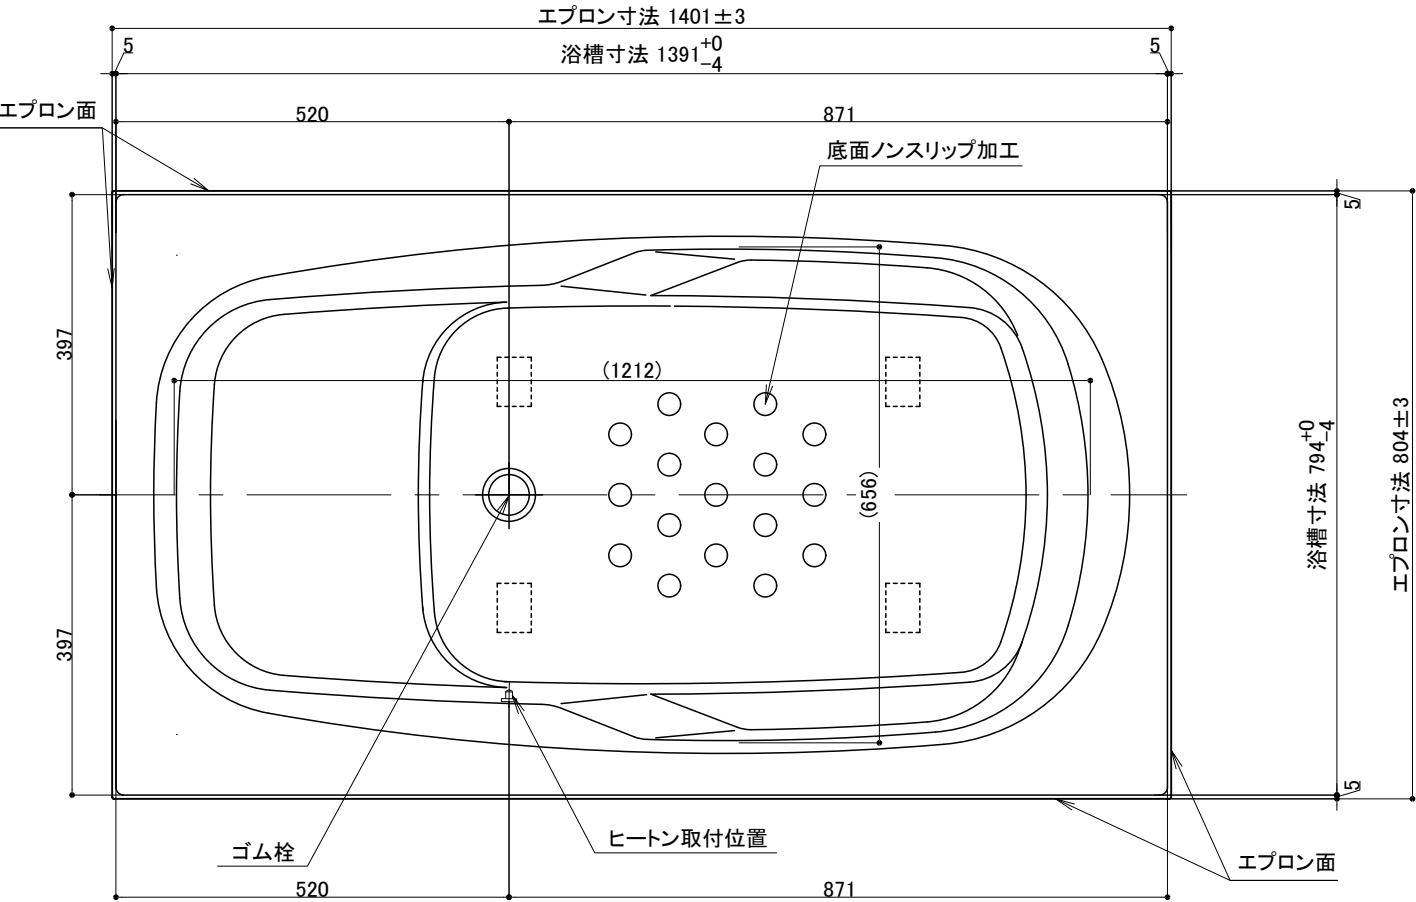 エプロン寸法 1401±3
5
浴槽寸法 1391 +0 -4
5
エプロン面
520
871
底面ノンスリップ加工
5
397
(1212)
(656)
浴槽寸法 794 +0 -4
エプロン寸法 804±3
397
5
ゴム栓
ヒートン取付位置
エプロン面
520
871